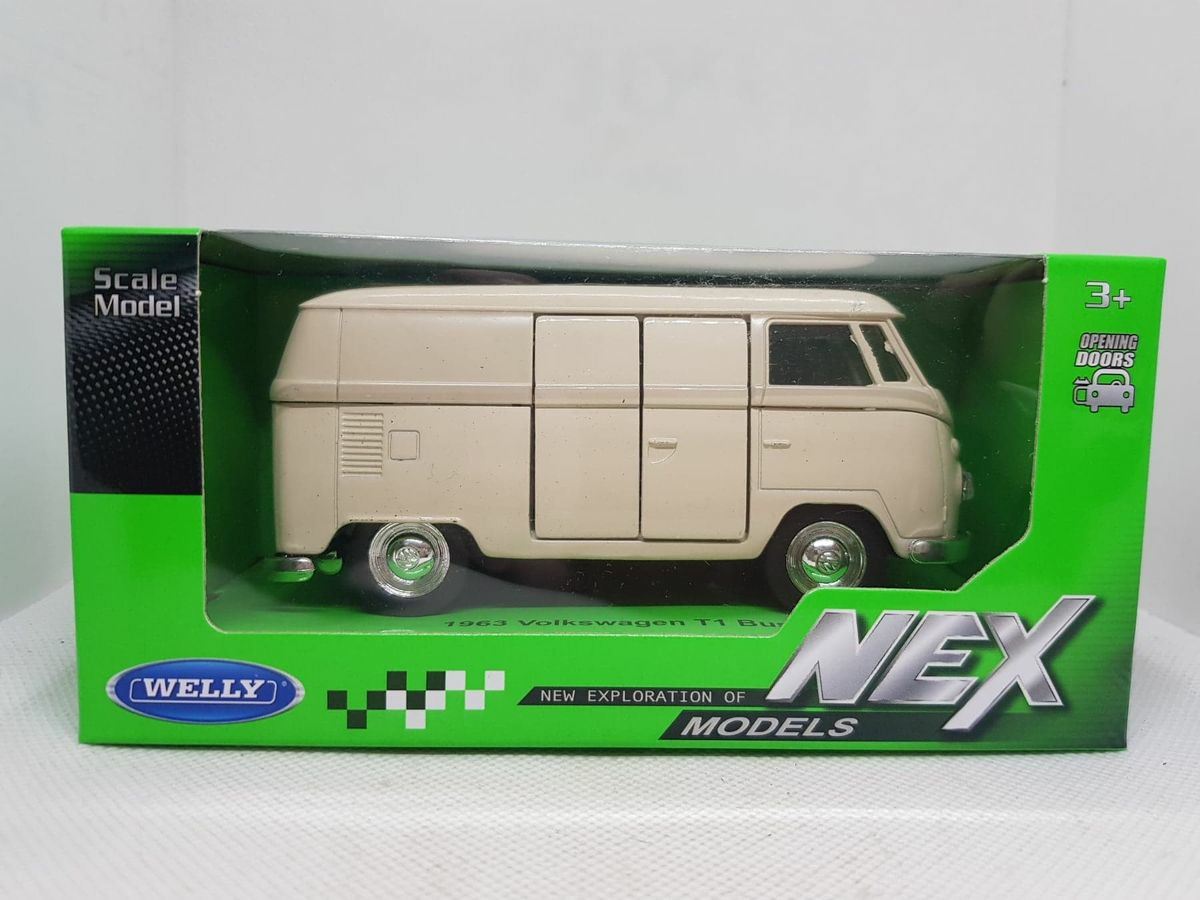 Scale
Model
3+
OPENING
DOORS
1963 Volkswagen T1
WELLY
NEW EXPLORATION OF
NEX
MODELS